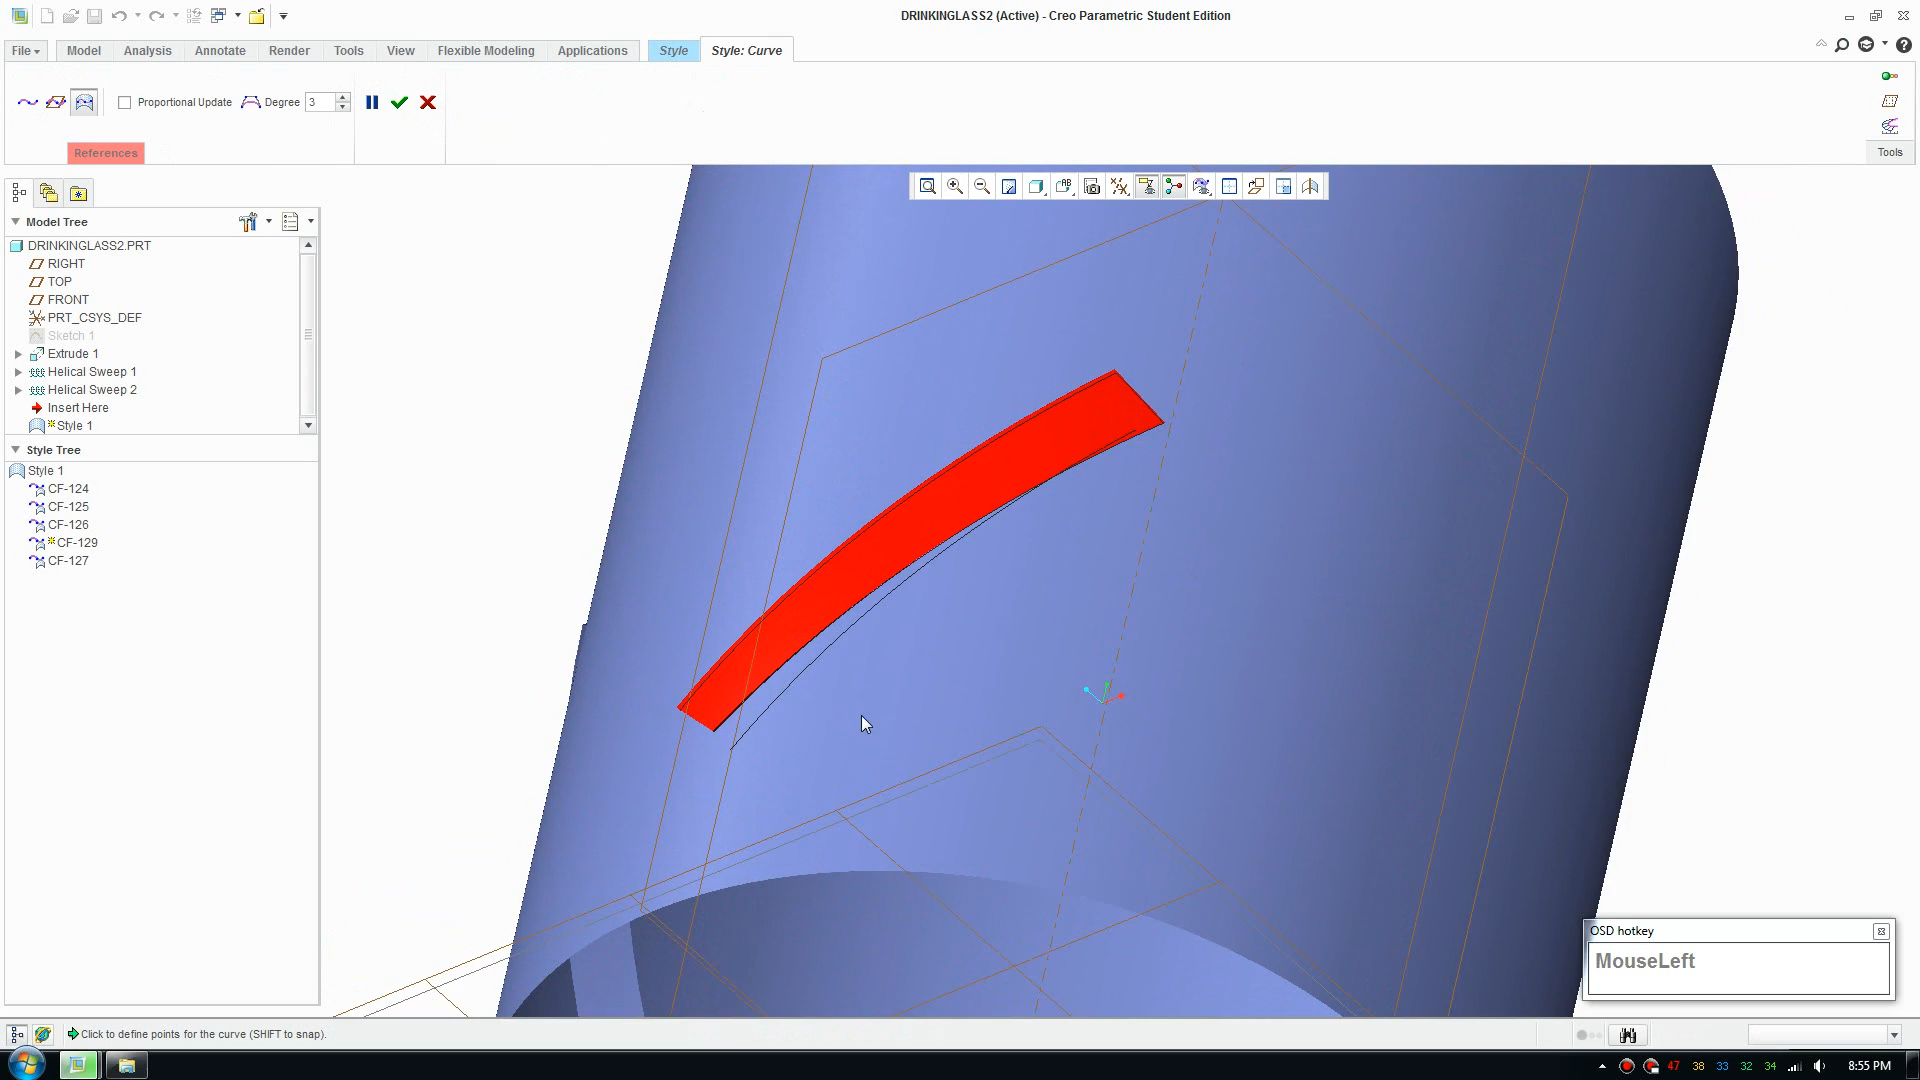 DRINKINGLASS2 (Active) - Creo Parametric Student Edition
File Model Analysis Annotate Render Tools View Flexible Modeling Applications Style Style: Curve
Proportional Update Degree 3
References
Tools
Model Tree
DRINKINGLASS2.PRT
RIGHT
TOP
FRONT
PRT_CSYS_DEF
Sketch 1
Extrude 1
Helical Sweep 1
Helical Sweep 2
Insert Here
Style 1
Style Tree
Style 1
CF-124
CF-125
CF-126
CF-129
CF-127
OSD hotkey
MouseLeft
Click to define points for the curve (SHIFT to snap).
47 38 33 32 34 8:55 PM